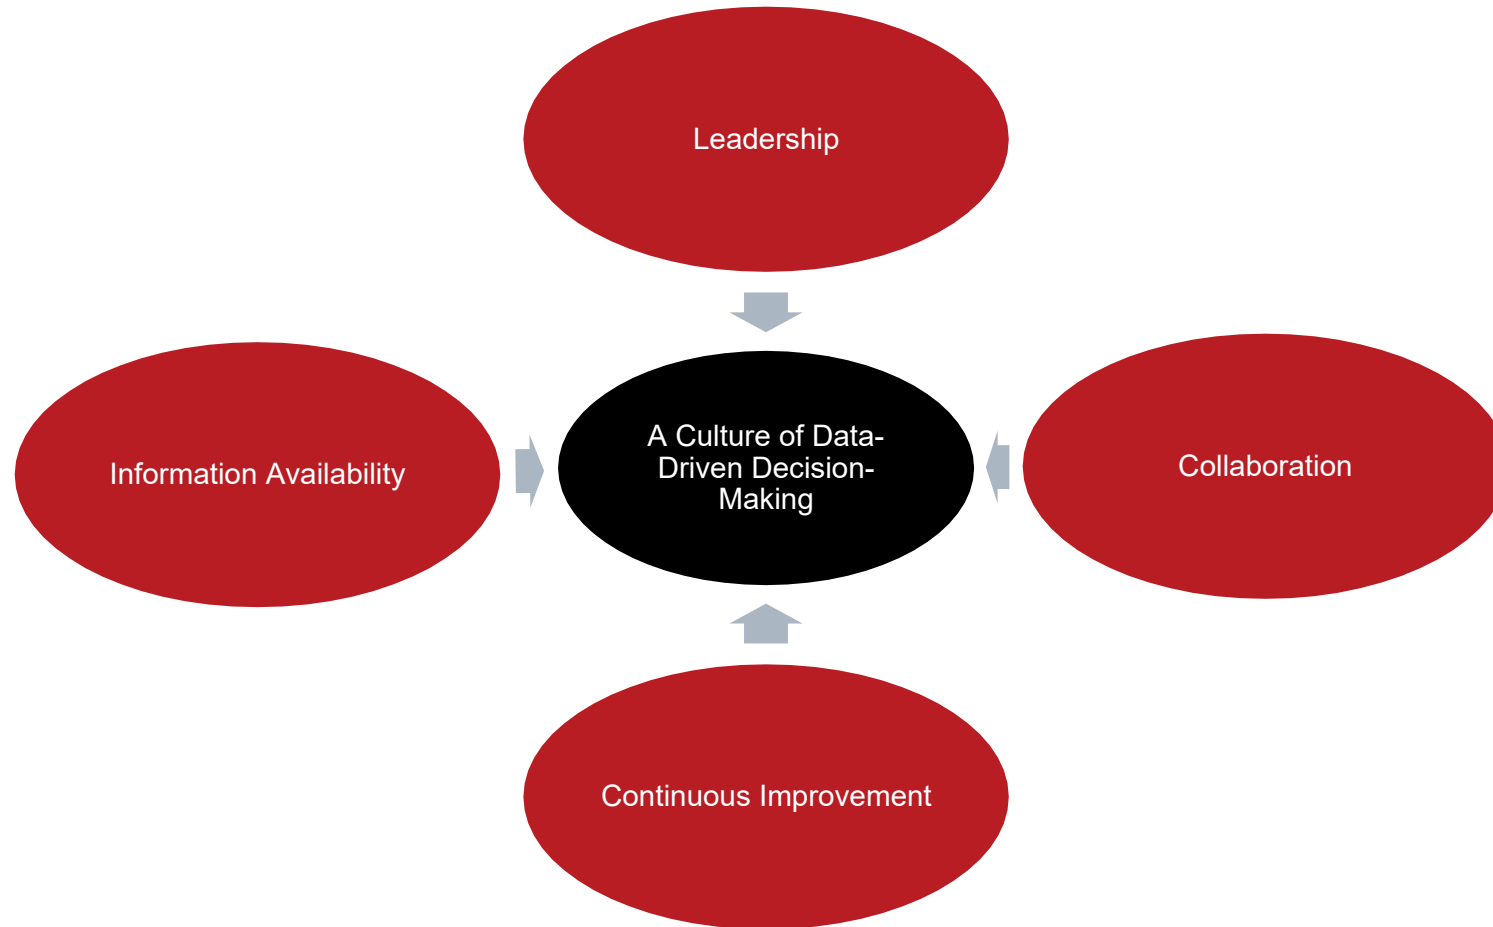 Leadership
Information Availability
A Culture of Data-
Driven Decision-
Making
Collaboration
Continuous Improvement